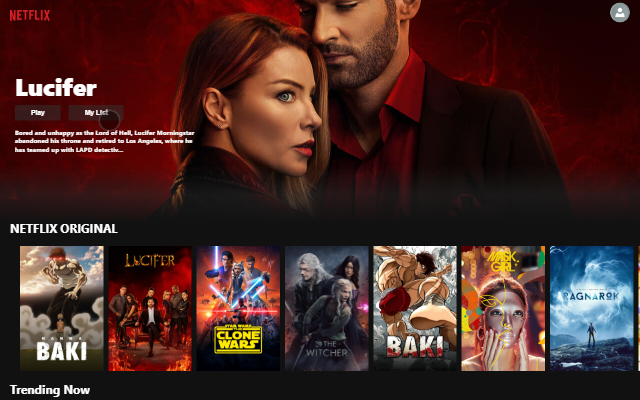 NETFLIX
Lucifer
Play
My List
Bored and unhappy as the Lord of Hell, Lucifer Morningstar
abandoned his throne and retired to Los Angeles, where he
has teamed up with LAPD detectiv...
NETFLIX ORIGINAL
BAKI
LUCIFER
STAR WARS
THE
CLONE
WARS
THE
WITCHER
BAKI
MASK
GIRL
RAGNAROK
Trending Now